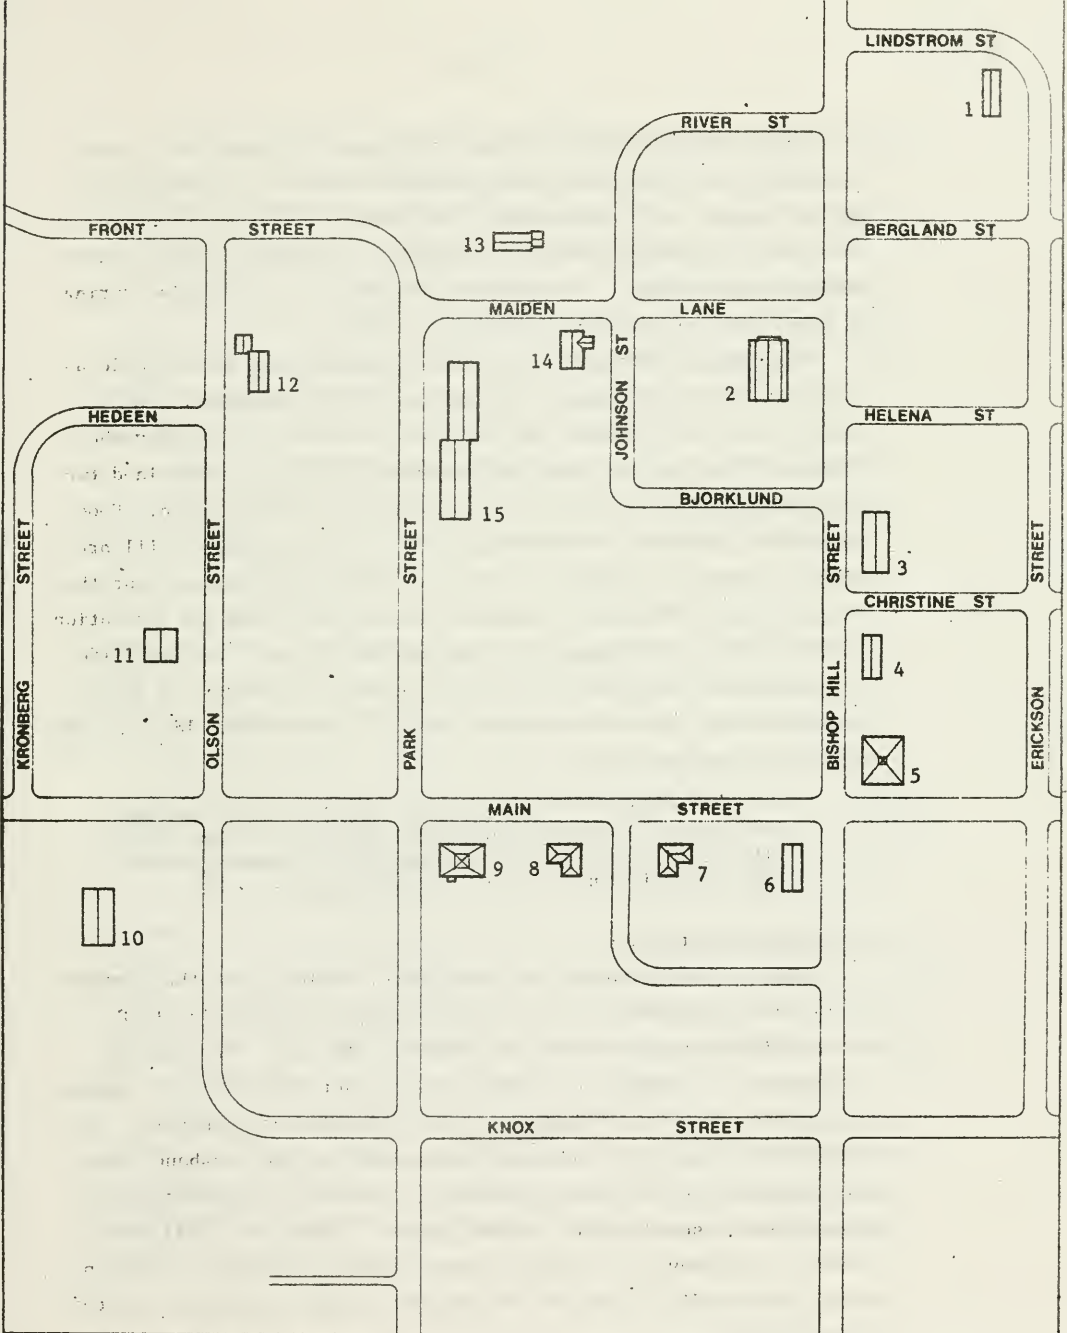 LINDSTROM ST
1
RIVER ST
FRONT STREET
BERGLAND ST
13
MAIDEN LANE
14
2
12
JOHNSON ST
HEDEEN
HELENA ST
BJORKLUND
15
3
KRONBERG STREET
OLSON STREET
PARK STREET
BISHOP HILL STREET
ERICKSON STREET
CHRISTINE ST
11
4
5
MAIN STREET
9
8
7
6
10
KNOX STREET